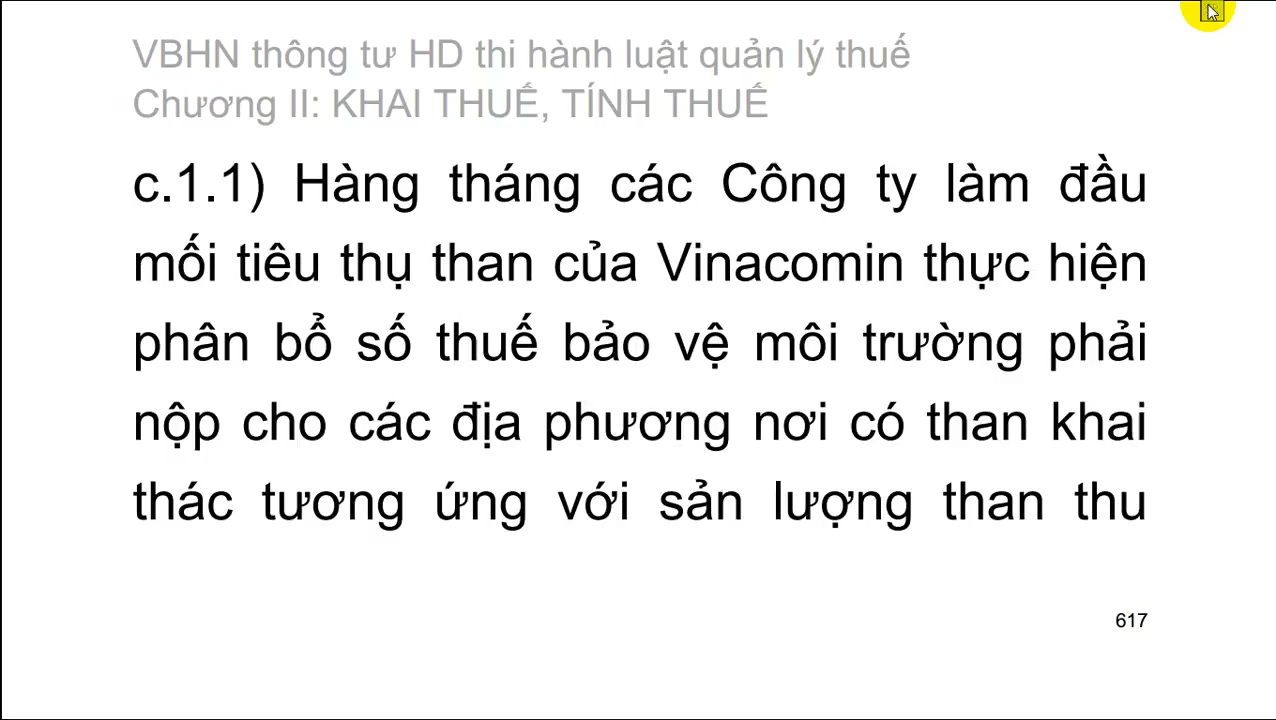 VBHN thông tư HD thi hành luật quản lý thuế
Chương II: KHAI THUẾ, TÍNH THUẾ
c.1.1) Hàng tháng các Công ty làm đầu
mối tiêu thụ than của Vinacomin thực hiện
phân bổ số thuế bảo vệ môi trường phải
nộp cho các địa phương nơi có than khai
thác tương ứng với sản lượng than thu
617